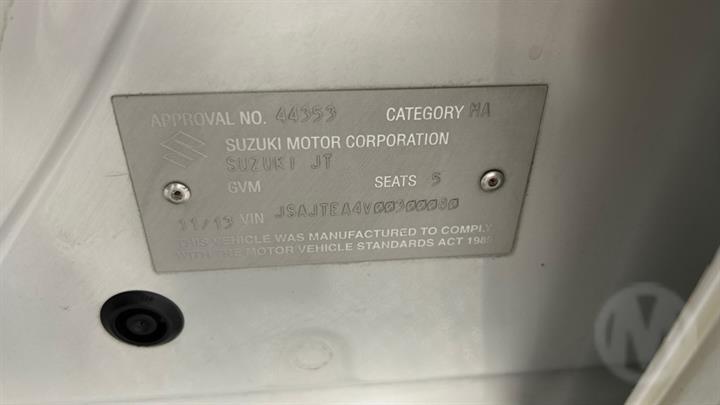 APPROVAL NO. 44353 CATEGORY MA
SUZUKI MOTOR CORPORATION
SUZUKI JT
GVM SEATS 5
11/13 VIN JSAJTEA4V00300080
THIS VEHICLE WAS MANUFACTURED TO COMPLY
WITH THE MOTOR VEHICLE STANDARDS ACT 1989
M